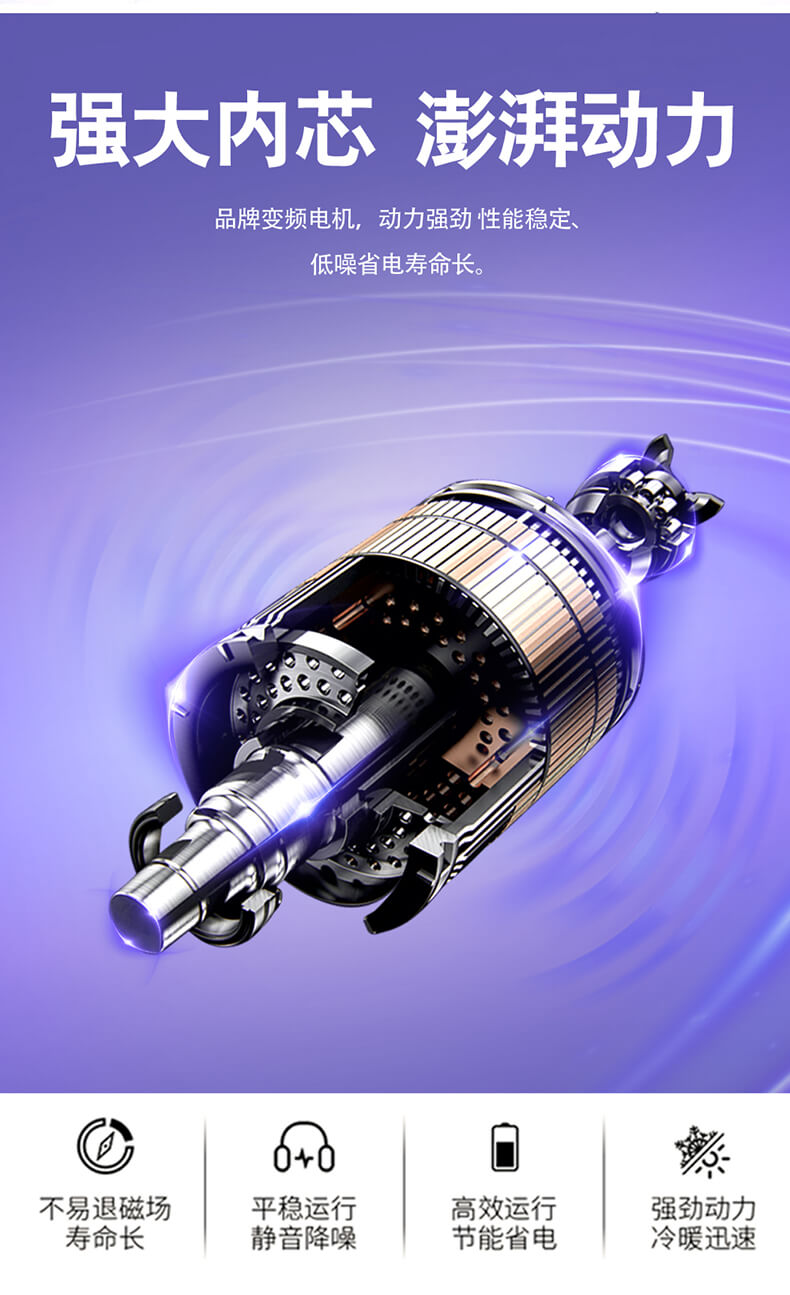 强大内芯 澎湃动力
品牌变频电机，动力强劲 性能稳定、
低噪省电寿命长。
不易退磁场
寿命长
平稳运行
静音降噪
高效运行
节能省电
强劲动力
冷暖迅速